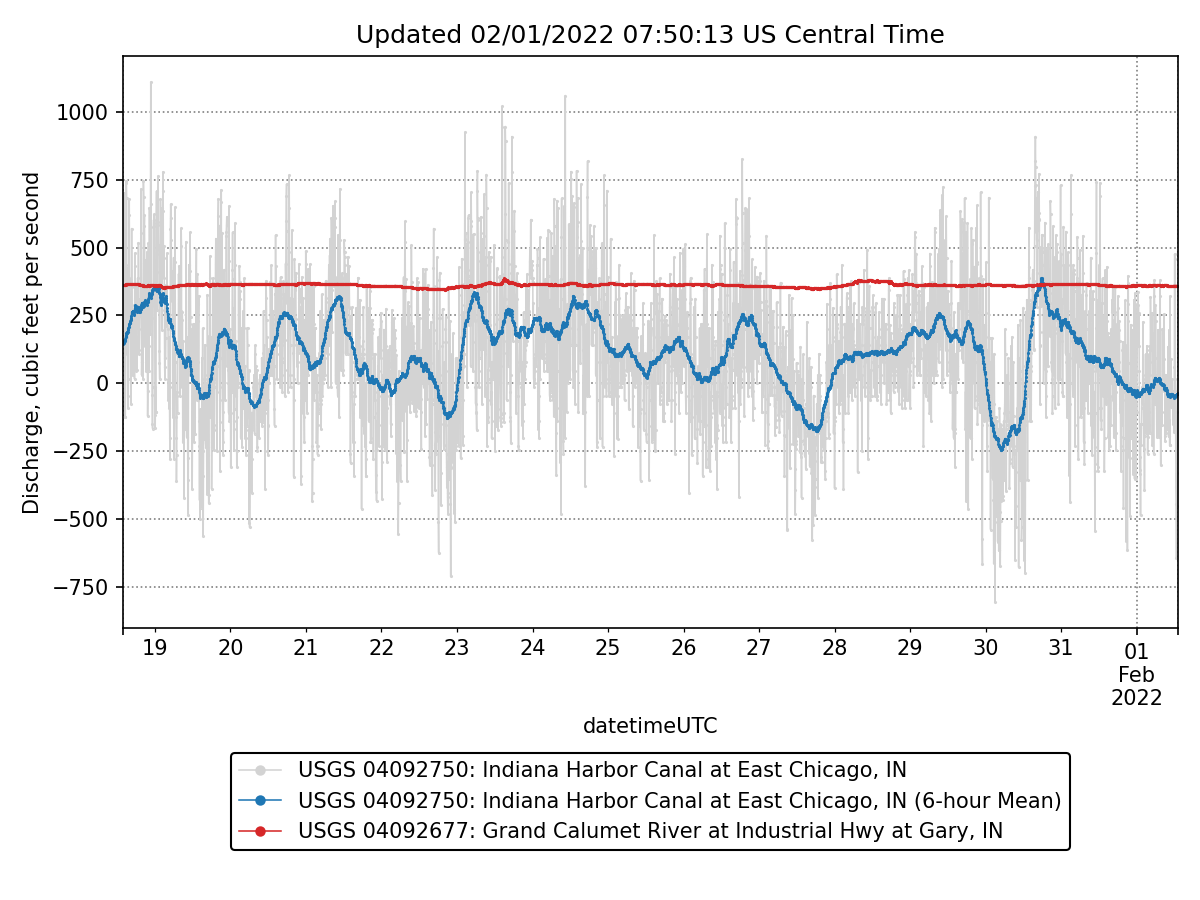 Updated 02/01/2022 07:50:13 US Central Time
Discharge, cubic feet per second
1000
750
500
250
0
−250
−500
−750
19 20 21 22 23 24 25 26 27 28 29 30 31 01
Feb
2022
datetimeUTC
USGS 04092750: Indiana Harbor Canal at East Chicago, IN
USGS 04092750: Indiana Harbor Canal at East Chicago, IN (6-hour Mean)
USGS 04092677: Grand Calumet River at Industrial Hwy at Gary, IN